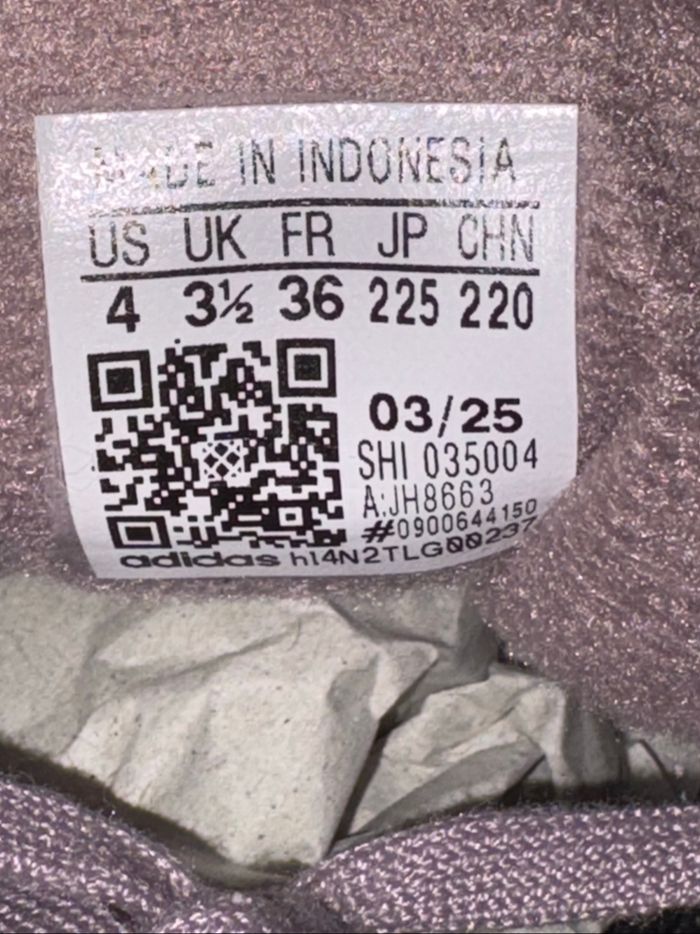 MADE IN INDONESIA
US UK FR JP CHN
4 3½ 36 225 220
03/25
SHI 035004
A:JH8663
#0900644150
adidas hl4N2TLG00237